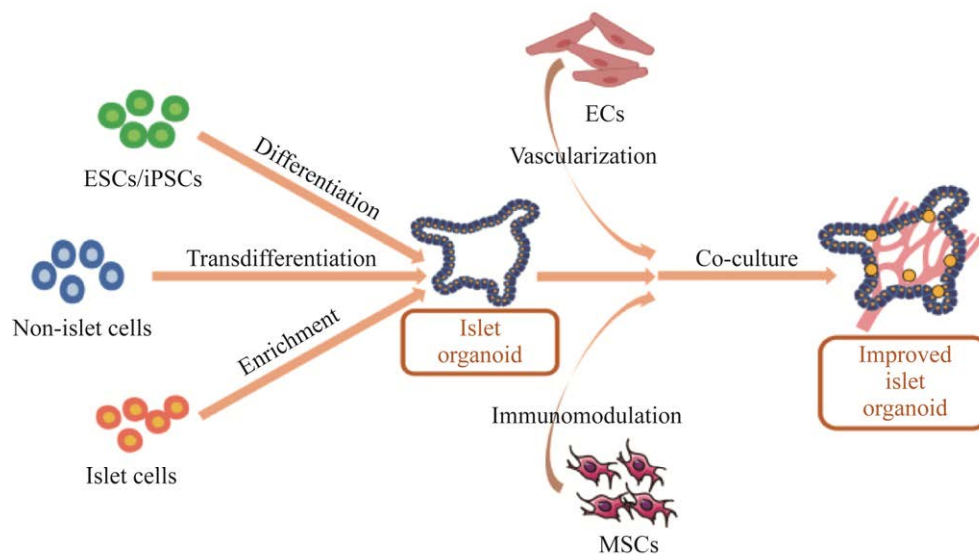 ECs
Vascularization
ESCs/iPSCs
Differentiation
Non-islet cells
Transdifferentiation
Islet cells
Enrichment
Islet
organoid
Co-culture
Improved
islet
organoid
Immunomodulation
MSCs